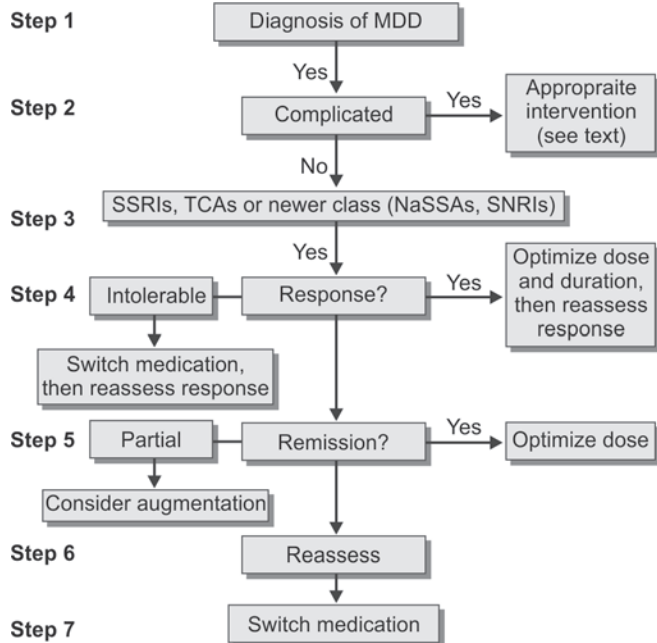 Step 1
Diagnosis of MDD
Yes
Step 2
Complicated
Yes
Appropraite
intervention
(see text)
No
Step 3
SSRIs, TCAs or newer class (NaSSAs, SNRIs)
Yes
Step 4
Intolerable
Response?
Yes
Optimize dose
and duration,
then reassess
response
Switch medication,
then reassess response
Step 5
Partial
Remission?
Yes
Optimize dose
Consider augmentation
Step 6
Reassess
Step 7
Switch medication